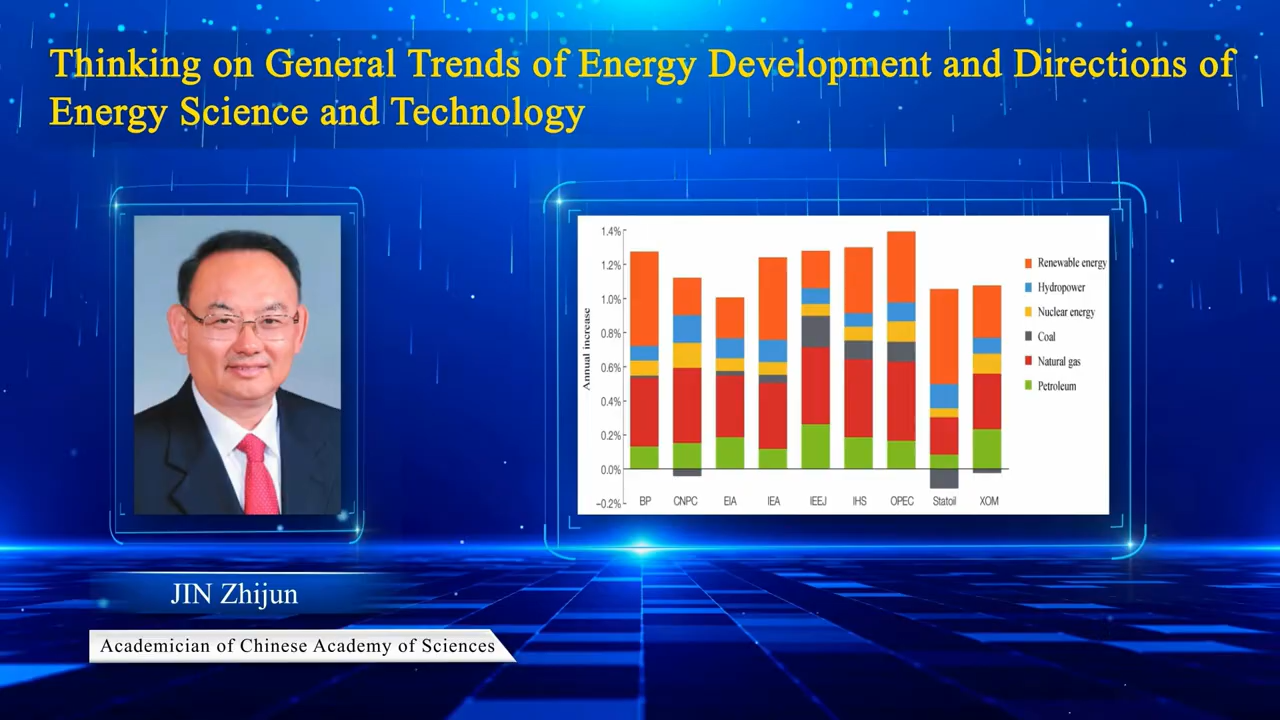 Thinking on General Trends of Energy Development and Directions of
Energy Science and Technology
1.4%
1.2%
1.0%
0.8%
0.6%
0.4%
0.2%
0.0%
−0.2%
Annual increase
BP CNPC EIA IEA IEEJ IHS OPEC Statoil XOM
Renewable energy
Hydropower
Nuclear energy
Coal
Natural gas
Petroleum
JIN Zhijun
Academician of Chinese Academy of Sciences